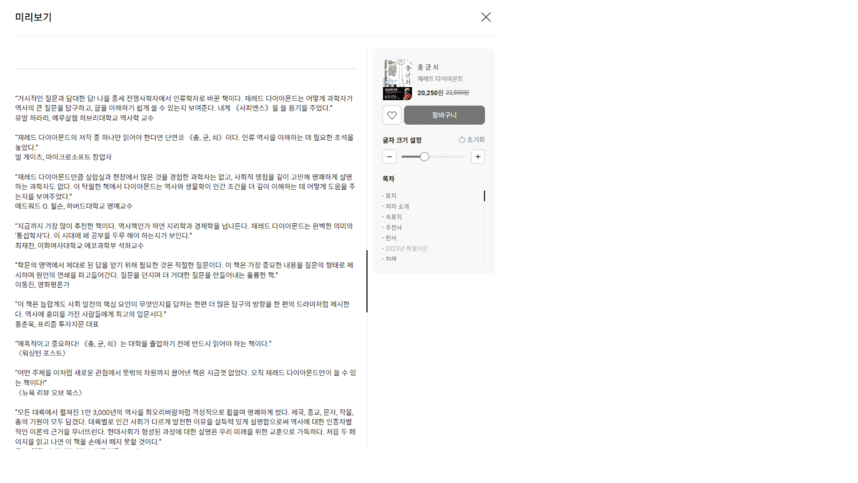 미리보기
"거시적인 질문과 담대한 답! 나를 중세 전쟁사학자에서 인류학자로 바꾼 책이다. 재레드 다이아몬드는 어떻게 과학자가
역사의 큰 질문을 탐구하고, 글을 이해하기 쉽게 쓸 수 있는지 보여준다. 내게 《사피엔스》를 쓸 용기를 주었다."
유발 하라리, 예루살렘 히브리대학교 역사학 교수
"재레드 다이아몬드의 저작 중 하나만 읽어야 한다면 단연코 《총, 균, 쇠》이다. 인류 역사를 이해하는 데 필요한 초석을
놓았다."
빌 게이츠, 마이크로소프트 창업자
"재레드 다이아몬드만큼 실험실과 현장에서 많은 것을 경험한 과학자는 없고, 사회적 쟁점을 깊이 고민해 명쾌하게 설명
하는 과학자도 없다. 이 탁월한 책에서 다이아몬드는 역사와 생물학이 인간 조건을 더 깊이 이해하는 데 어떻게 도움을 주
는지를 보여주었다."
에드워드 O. 윌슨, 하버드대학교 명예교수
"지금까지 가장 많이 추천한 책이다. 역사책인가 하면 지리학과 경제학을 넘나든다. 재레드 다이아몬드는 완벽한 의미의
'통섭학자'다. 이 시대에 왜 공부를 두루 해야 하는지가 보인다."
최재천, 이화여자대학교 에코과학부 석좌교수
"학문의 영역에서 제대로 된 답을 얻기 위해 필요한 것은 적절한 질문이다. 이 책은 가장 중요한 내용을 질문의 형태로 제
시하며 원인의 연쇄를 파고들어간다. 질문을 던지며 더 거대한 질문을 만들어내는 훌륭한 책."
이동진, 영화평론가
"이 책은 놀랍게도 사회 발전의 핵심 요인이 무엇인지를 답하는 한편 더 많은 탐구의 방향을 한 편의 드라마처럼 제시한
다. 역사에 흥미를 가진 사람들에게 최고의 입문서다."
홍춘욱, 프리즘 투자자문 대표
"매혹적이고 중요하다! 《총, 균, 쇠》는 대학을 졸업하기 전에 반드시 읽어야 하는 책이다."
〈워싱턴 포스트〉
"어떤 주제를 이처럼 새로운 관점에서 뜻밖의 차원까지 끌어낸 책은 지금껏 없었다. 오직 재레드 다이아몬드만이 쓸 수 있
는 책이다!"
〈뉴욕 리뷰 오브 북스〉
"모든 대륙에서 펼쳐진 1만 3,000년의 역사를 회오리바람처럼 격정적으로 휩쓸며 명쾌하게 썼다. 제국, 종교, 문자, 작물,
총의 기원이 모두 담겼다. 대륙별로 인간 사회가 다르게 발전한 이유를 설득력 있게 설명함으로써 역사에 대한 인종차별
적인 이론의 근거를 무너뜨린다. 현대사회가 형성된 과정에 대한 설명은 우리 미래를 위한 교훈으로 가득하다. 처음 두 페
이지를 읽고 나면 이 책을 손에서 떼지 못할 것이다."
총 균 쇠
재레드 다이아몬드
20,250원 22,500원
장바구니
글자 크기 설정 초기화
목차
· 표지
· 저자 소개
· 속표지
· 추천사
· 헌사
· 2023년 특별서문
· 차례